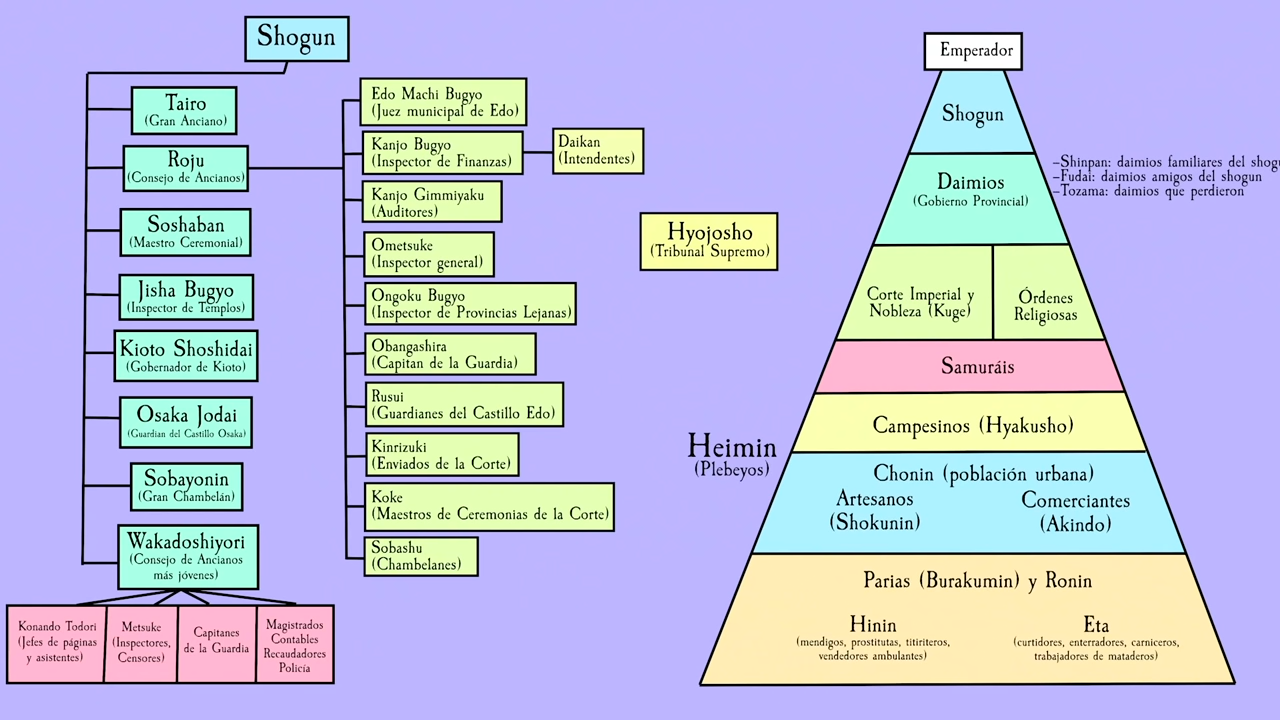 Shogun
Tairo
(Gran Anciano)
Roju
(Consejo de Ancianos)
Soshaban
(Maestro Ceremonial)
Jisha Bugyo
(Inspector de Templos)
Kioto Shoshidai
(Gobernador de Kioto)
Osaka Jodai
(Guardian del Castillo Osaka)
Sobayonin
(Gran Chambelán)
Wakadoshiyori
(Consejo de Ancianos
más jóvenes)
Konando Todori
(Jefes de páginas
y asistentes)
Metsuke
(Inspectores,
Censores)
Capitanes
de la Guardia
Magistrados
Contables
Recaudadores
Policía
Edo Machi Bugyo
(Juez municipal de Edo)
Kanjo Bugyo
(Inspector de Finanzas)
Daikan
(Intendentes)
Kanjo Gimmiyaku
(Auditores)
Ometsuke
(Inspector general)
Ongoku Bugyo
(Inspector de Provincias Lejanas)
Obangashira
(Capitan de la Guardia)
Rusui
(Guardianes del Castillo Edo)
Kinrizuki
(Enviados de la Corte)
Koke
(Maestros de Ceremonias de la Corte)
Sobashu
(Chambelanes)
Hyojosho
(Tribunal Supremo)
Emperador
Shogun
Daimios
(Gobierno Provincial)
-Shinpan: daimios familiares del shogu
-Fudai: daimios amigos del shogun
-Tozama: daimios que perdieron
Corte Imperial y
Nobleza (Kuge)
Órdenes
Religiosas
Samuráis
Heimin
(Plebeyos)
Campesinos (Hyakusho)
Chonin (población urbana)
Artesanos
(Shokunin)
Comerciantes
(Akindo)
Parias (Burakumin) y Ronin
Hinin
(mendigos, prostitutas, titiriteros,
vendedores ambulantes)
Eta
(curtidores, enterradores, carniceros,
trabajadores de mataderos)